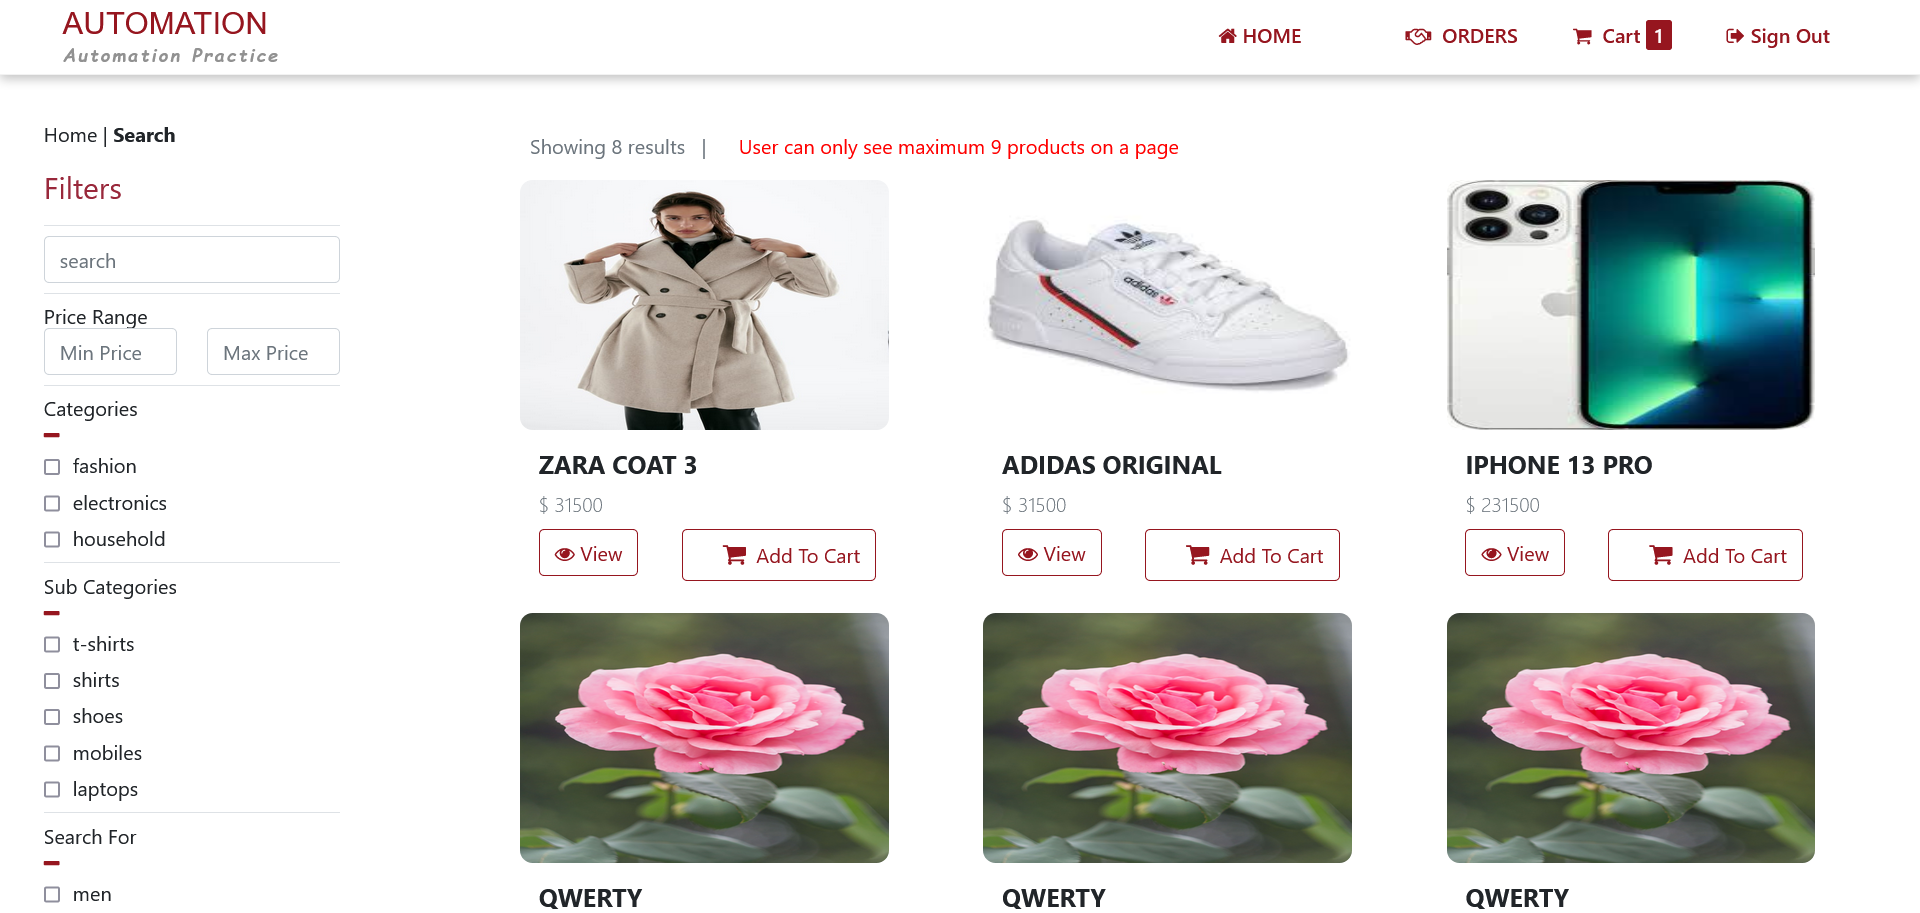 AUTOMATION
Automation Practice
HOME
ORDERS
Cart 1
Sign Out
Home | Search
Filters
search
Price Range
Min Price
Max Price
Categories
fashion
electronics
household
Sub Categories
t-shirts
shirts
shoes
mobiles
laptops
Search For
men
Showing 8 results |
User can only see maximum 9 products on a page
adidas
adidas
ZARA COAT 3
$ 31500
View
Add To Cart
ADIDAS ORIGINAL
$ 31500
View
Add To Cart
IPHONE 13 PRO
$ 231500
View
Add To Cart
QWERTY
QWERTY
QWERTY